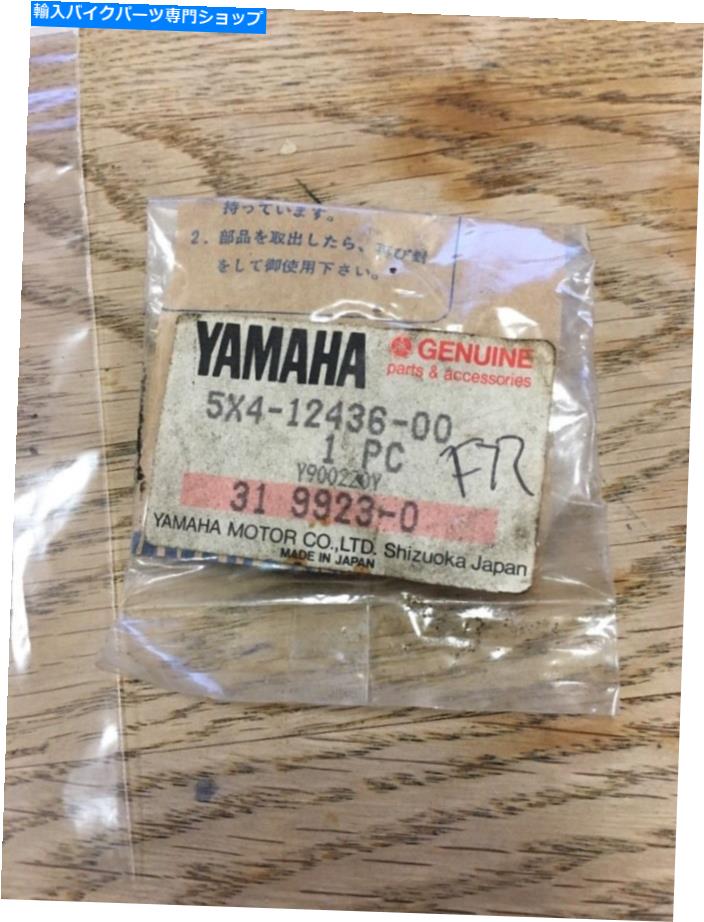 輸入バイクパーツ専門ショップ
持っています。
2. 部品を取出したら、再び封
をして御使用下さい。
YAMAHA
GENUINE
parts & accessories
5X4-12436-00
1 PC
Y900220Y
31 9923-0
YAMAHA MOTOR CO.,LTD. Shizuoka Japan
MADE IN JAPAN